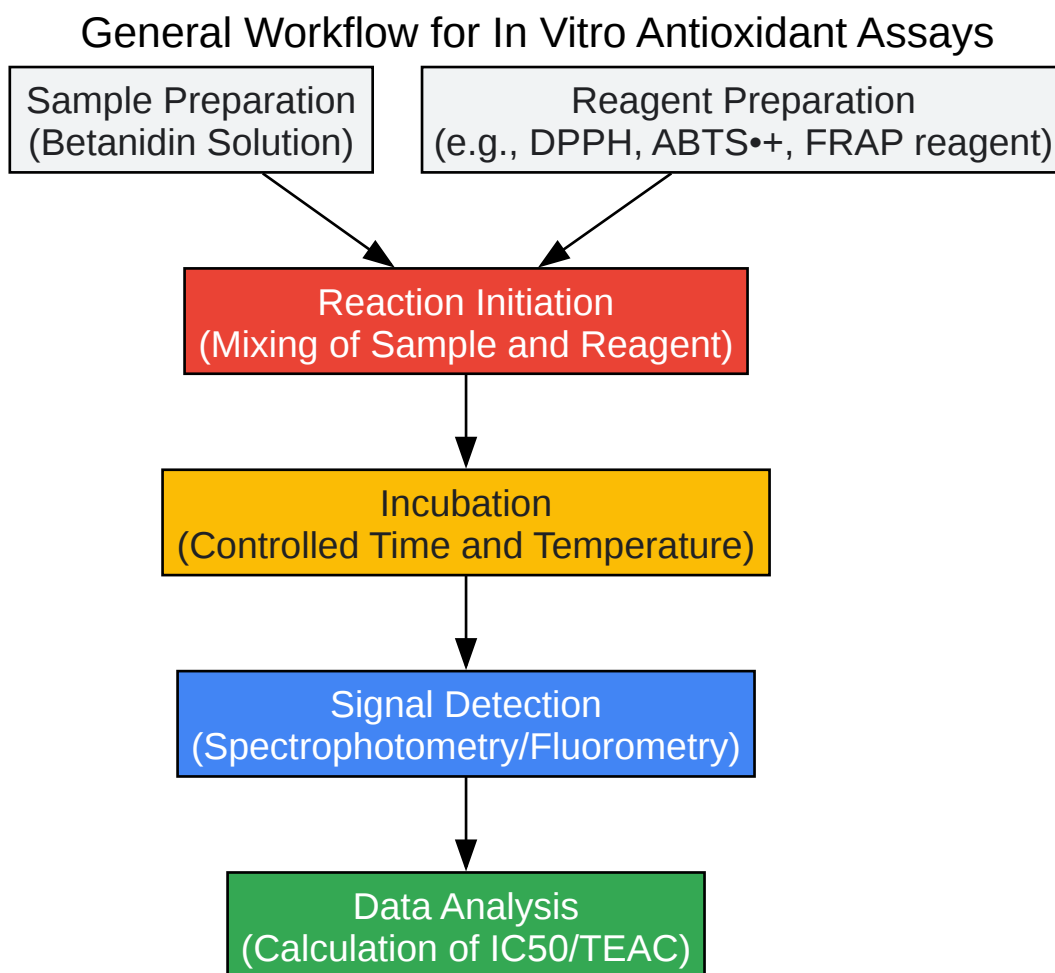 General Workflow for In Vitro Antioxidant Assays
Sample Preparation
(Betanidin Solution)
Reagent Preparation
(e.g., DPPH, ABTS•+, FRAP reagent)
Reaction Initiation
(Mixing of Sample and Reagent)
Incubation
(Controlled Time and Temperature)
Signal Detection
(Spectrophotometry/Fluorometry)
Data Analysis
(Calculation of IC50/TEAC)